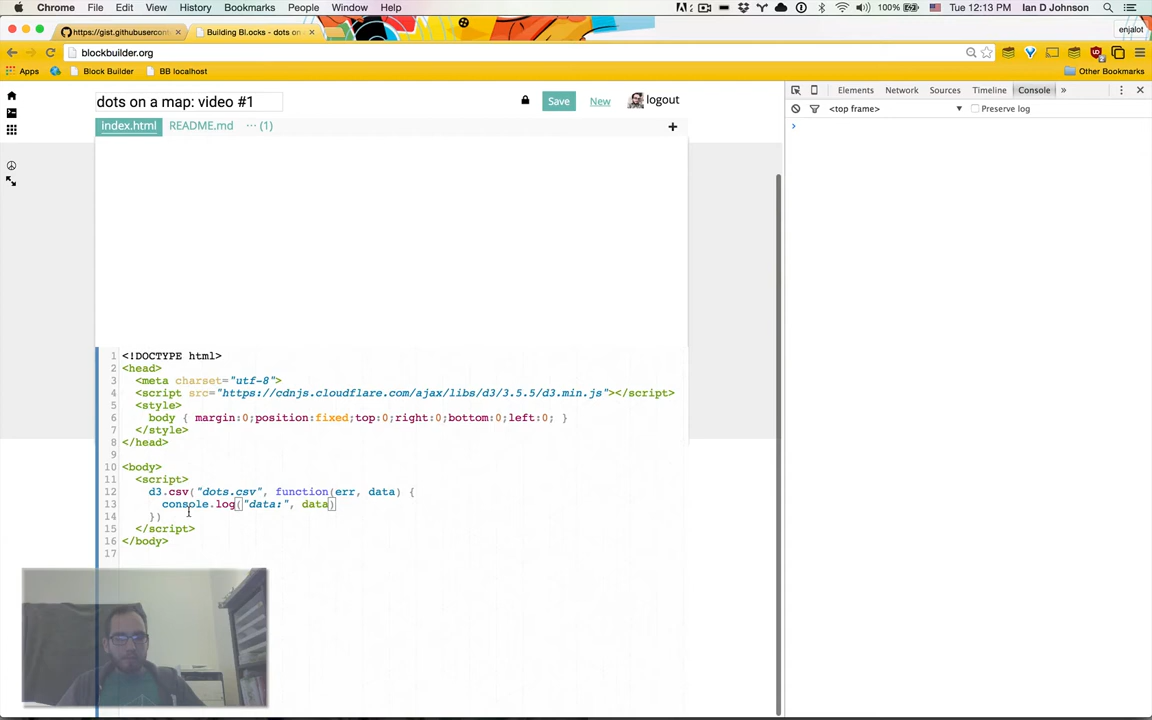 Chrome File Edit View History Bookmarks People Window Help
100% Tue 12:13 PM Ian D Johnson
https://gist.githubusercont
Building Bl.ocks - dots on
enjalot
blockbuilder.org
Apps Block Builder BB localhost Other Bookmarks
dots on a map: video #1
Save New logout
index.html README.md ··· (1) +
Elements Network Sources Timeline Console »
<top frame> Preserve log
1 <!DOCTYPE html>
2 <head>
3 <meta charset="utf-8">
4 <script src="https://cdnjs.cloudflare.com/ajax/libs/d3/3.5.5/d3.min.js"></script>
5 <style>
6 body { margin:0;position:fixed;top:0;right:0;bottom:0;left:0; }
7 </style>
8 </head>
9
10 <body>
11 <script>
12 d3.csv("dots.csv", function(err, data) {
13 console.log("data:", data)
14 })
15 </script>
16 </body>
17